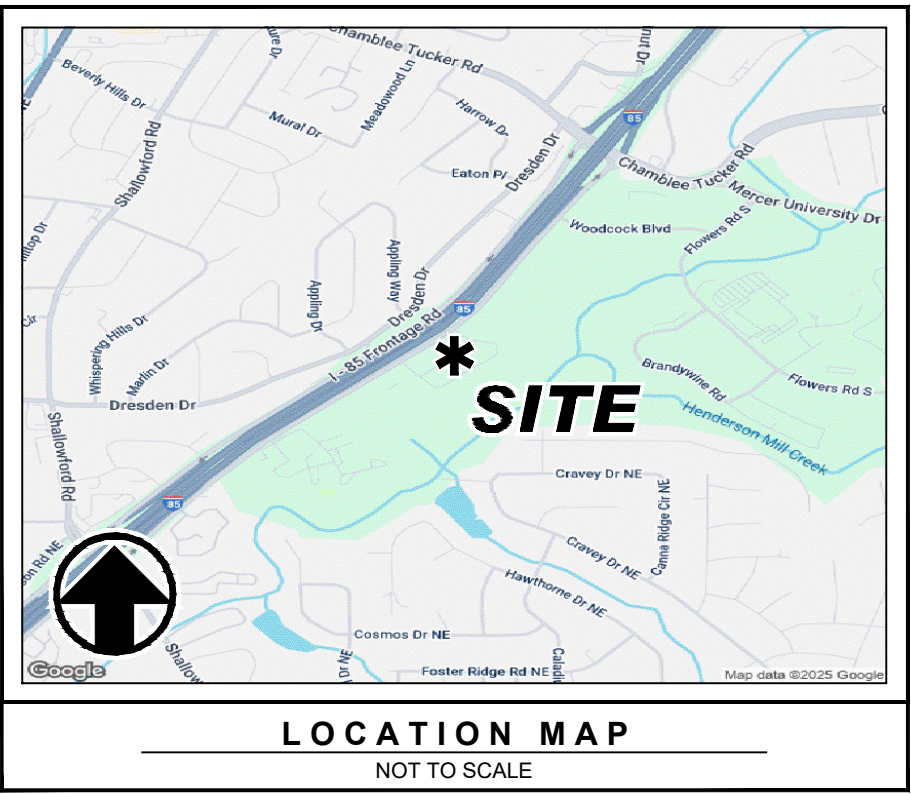 Chamblee Tucker Rd
Beverly Hills Dr
Meadowood Ln
Harrow Dr
Mural Dr
85
Shallowford Rd
Dresden Dr
Eaton Pl
Chamblee Tucker Rd
Mercer University Dr
Woodcock Blvd
Flowers Rd S
Appling Way
Appling Dr
Dresden Dr
85
I - 85 Frontage Rd
Whispering Hills Dr
Martin Dr
SITE
Brandywine Rd
Flowers Rd S
Dresden Dr
Henderson Mill Creek
Shallowford Rd
Cravey Dr NE
Canna Ridge Cir NE
85
Cravey Dr NE
Hawthorne Dr NE
Cosmos Dr NE
Foster Ridge Rd NE
Google
Map data ©2025 Google
LOCATION MAP
NOT TO SCALE